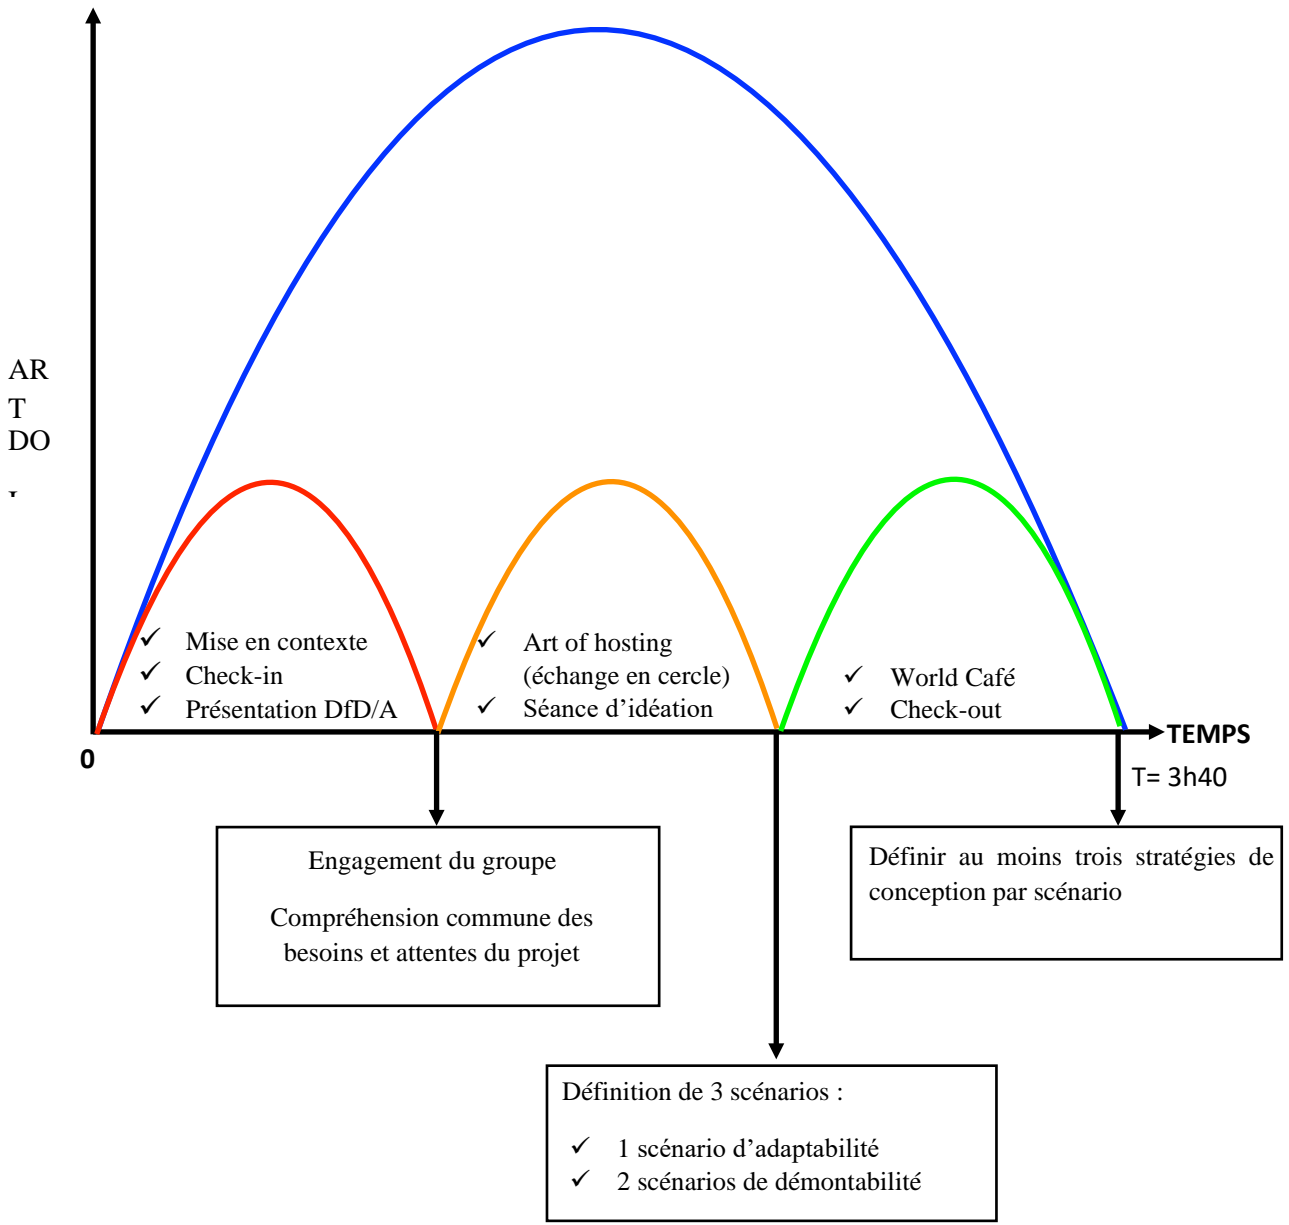 AR
T
DO
✓ Mise en contexte
✓ Check-in
✓ Présentation DfD/A
✓ Art of hosting
(échange en cercle)
✓ Séance d’idéation
✓ World Café
✓ Check-out
0
TEMPS
T= 3h40
Engagement du groupe
Compréhension commune des
besoins et attentes du projet
Définir au moins trois stratégies de
conception par scénario
Définition de 3 scénarios :
✓ 1 scénario d’adaptabilité
✓ 2 scénarios de démontabilité